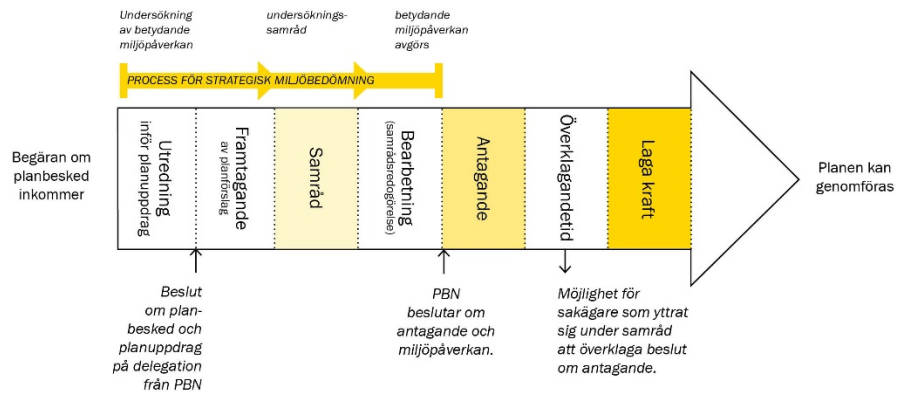 Undersökning
av betydande
miljöpåverkan
undersöknings-
samråd
betydande
miljöpåverkan
avgörs
PROCESS FÖR STRATEGISK MILJÖBEDÖMNING
Begäran om
planbesked
inkommer
Utredning
inför planuppdrag
Framtagande
av planförslag
Samråd
Bearbetning
(samrådsredogörelse)
Antagande
Överklagandetid
Laga kraft
Planen kan
genomföras
Beslut
om plan-
besked och
planuppdrag
på delegation
från PBN
PBN
beslutar om
antagande och
miljöpåverkan.
Möjlighet för
sakägare som yttrat
sig under samråd
att överklaga beslut
om antagande.